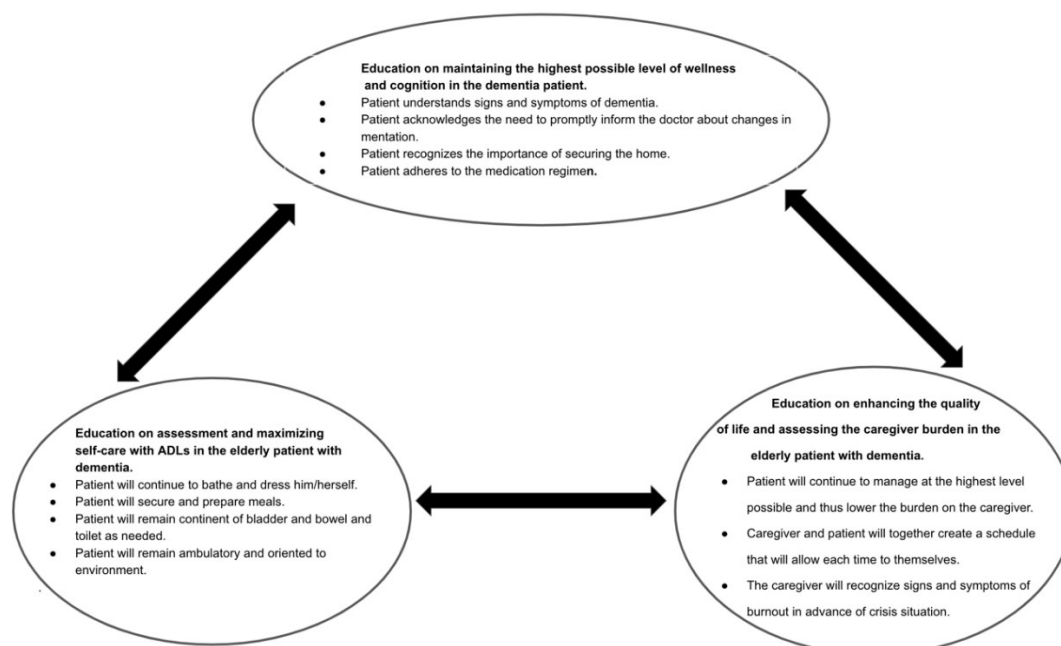 Education on maintaining the highest possible level of wellness
and cognition in the dementia patient.
● Patient understands signs and symptoms of dementia.
● Patient acknowledges the need to promptly inform the doctor about changes in
mentation.
● Patient recognizes the importance of securing the home.
● Patient adheres to the medication regimen.
Education on assessment and maximizing
self-care with ADLs in the elderly patient with
dementia.
● Patient will continue to bathe and dress him/herself.
● Patient will secure and prepare meals.
● Patient will remain continent of bladder and bowel and
toilet as needed.
● Patient will remain ambulatory and oriented to
environment.
Education on enhancing the quality
of life and assessing the caregiver burden in the
elderly patient with dementia.
● Patient will continue to manage at the highest level
possible and thus lower the burden on the caregiver.
● Caregiver and patient will together create a schedule
that will allow each time to themselves.
● The caregiver will recognize signs and symptoms of
burnout in advance of crisis situation.